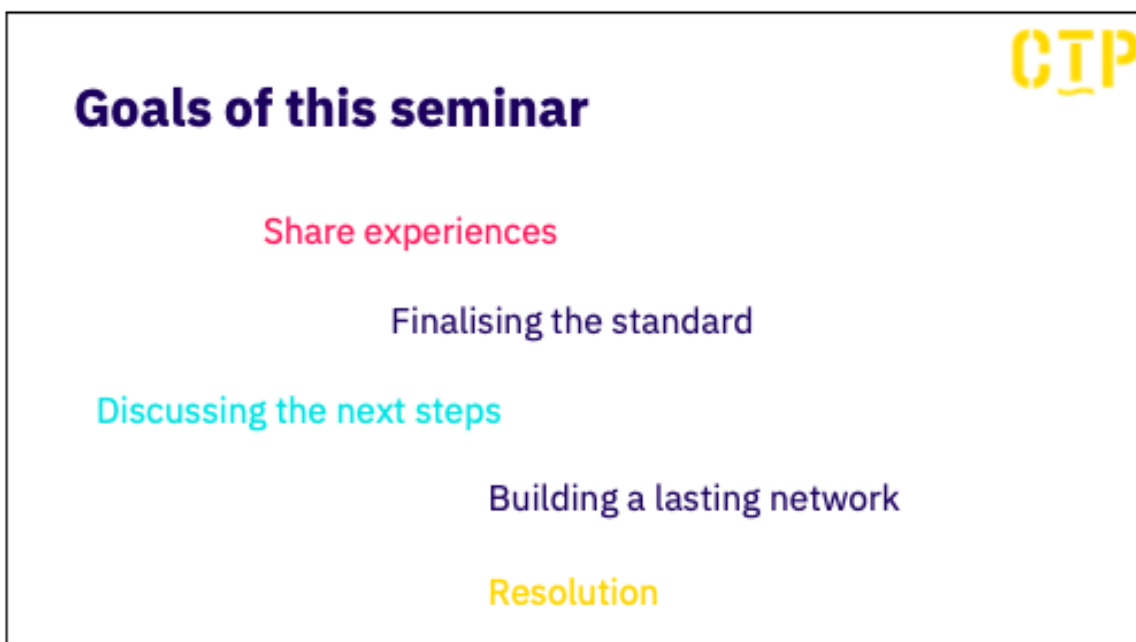 CTP
Goals of this seminar
Share experiences
Finalising the standard
Discussing the next steps
Building a lasting network
Resolution